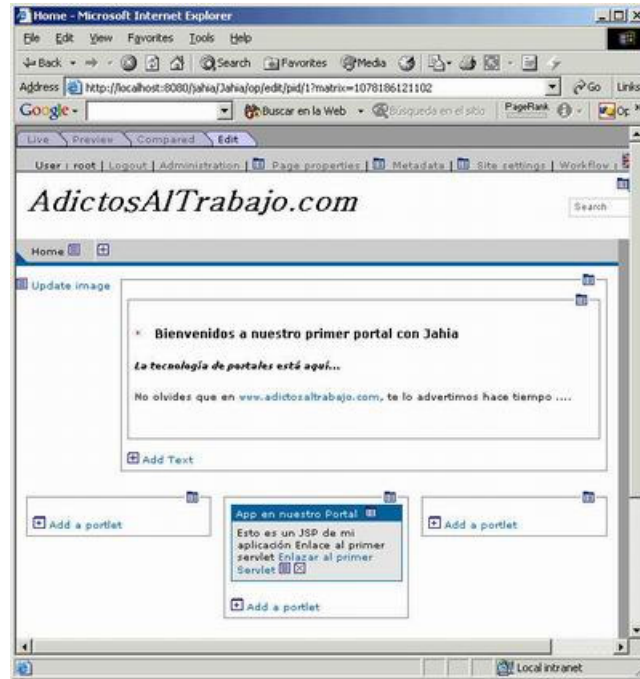 Home - Microsoft Internet Explorer
File Edit View Favorites Tools Help
Back Search Favorites Media
Address http://localhost:8080/jahia/Jahia/op/edit/pid/1?matrix=1078186121102 Go Links
Google Buscar en la Web Búsqueda en el sitio PageRank
Live Preview Compared Edit
User : root | Logout | Administration | Page properties | Metadata | Site settings | Workflow
AdictosAlTrabajo.com
Search
Home
Update image
Bienvenidos a nuestro primer portal con Jahia
La tecnología de portales está aquí...
No olvides que en www.adictosaltrabajo.com, te lo advertimos hace tiempo ....
Add Text
Add a portlet
App en nuestro Portal
Esto es un JSP de mi
aplicación Enlace al primer
servlet Enlazar al primer
Servlet
Add a portlet
Add a portlet
Local intranet